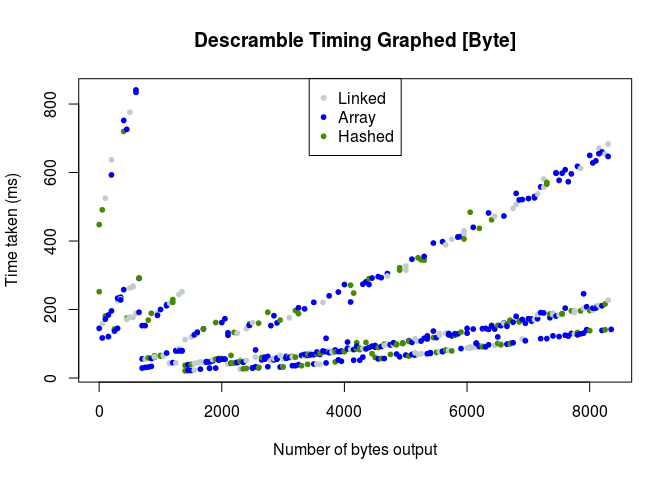 Descramble Timing Graphed [Byte]
Linked
Array
Hashed
Time taken (ms)
800
600
400
200
0
0 2000 4000 6000 8000
Number of bytes output